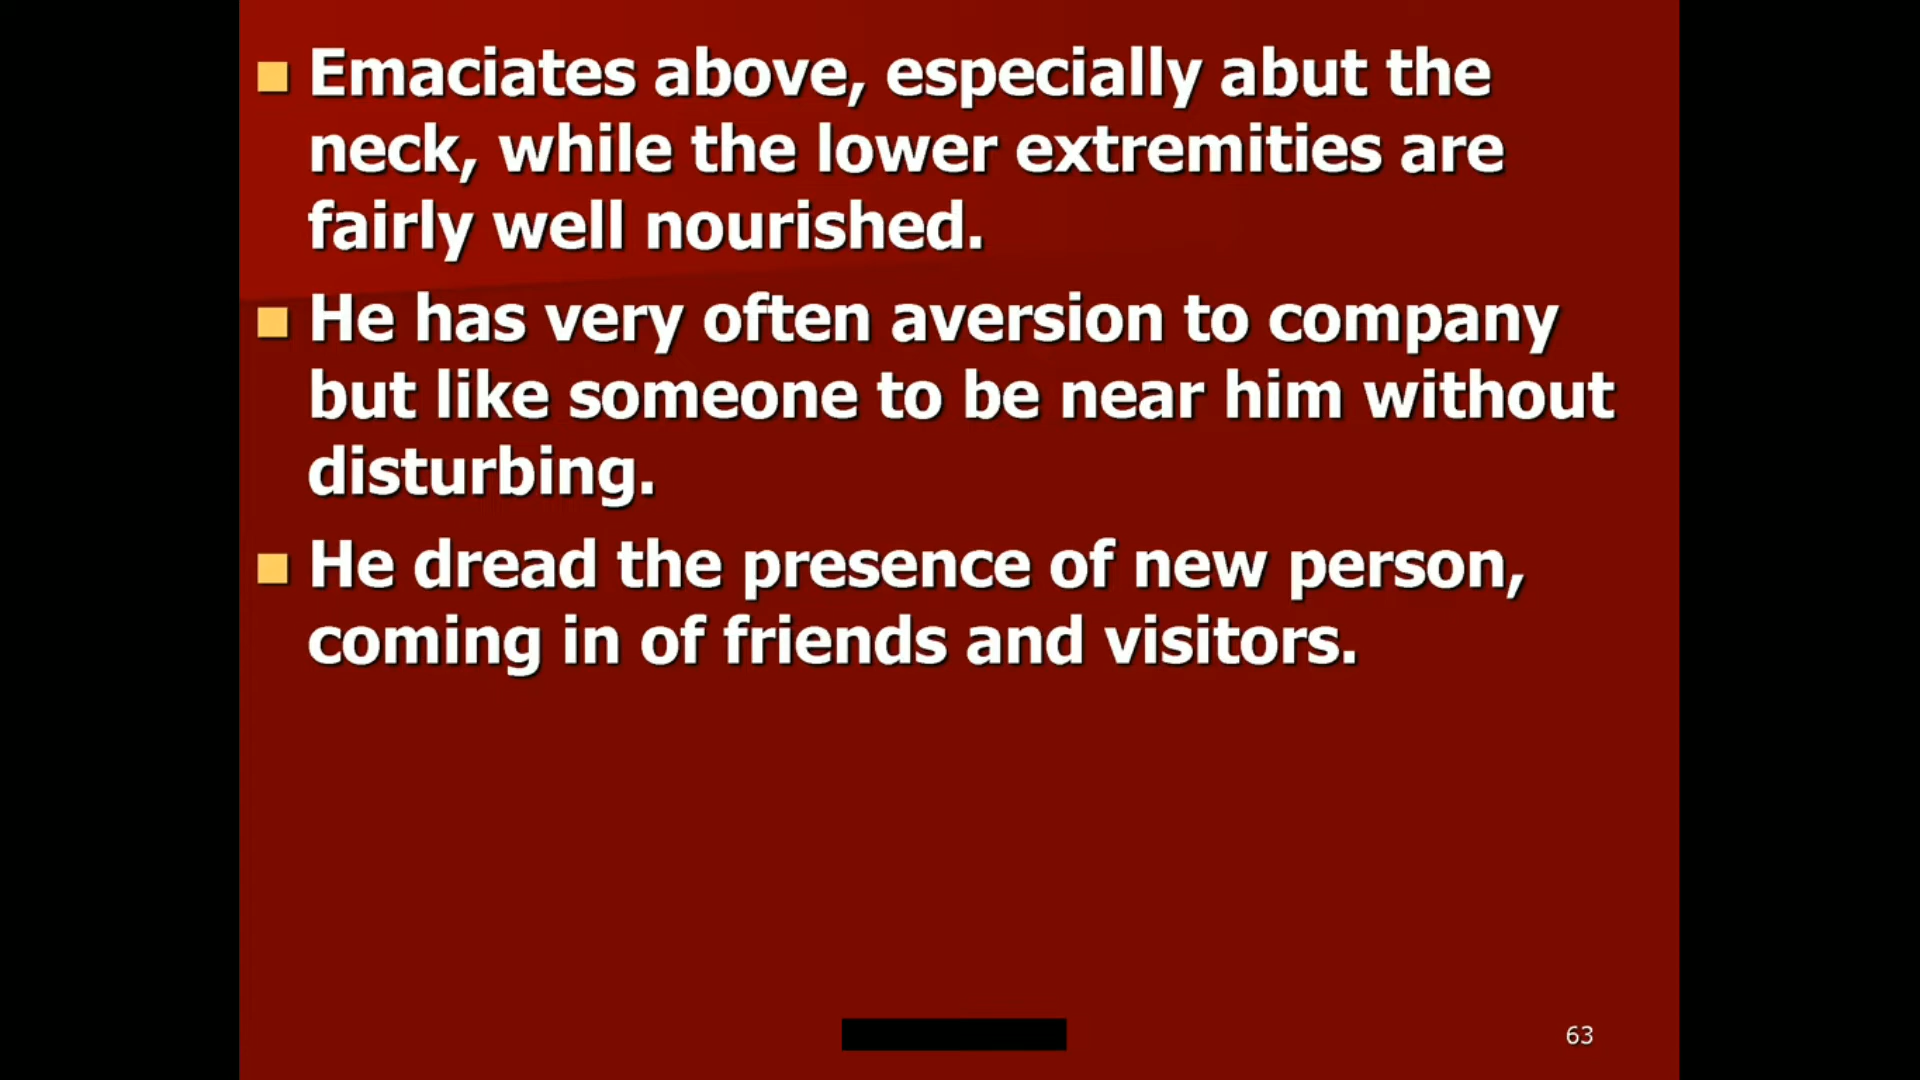 Emaciates above, especially abut the
neck, while the lower extremities are
fairly well nourished.
He has very often aversion to company
but like someone to be near him without
disturbing.
He dread the presence of new person,
coming in of friends and visitors.
63